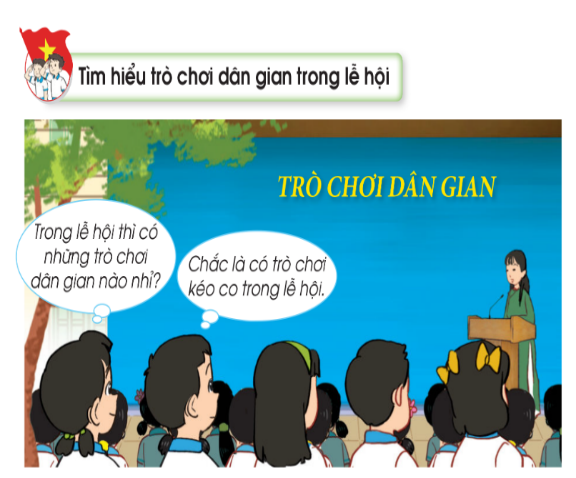 Tìm hiểu trò chơi dân gian trong lễ hội
TRÒ CHƠI DÂN GIAN
Trong lễ hội thì có
những trò chơi
dân gian nào nhỉ?
Chắc là có trò chơi
kéo co trong lễ hội.